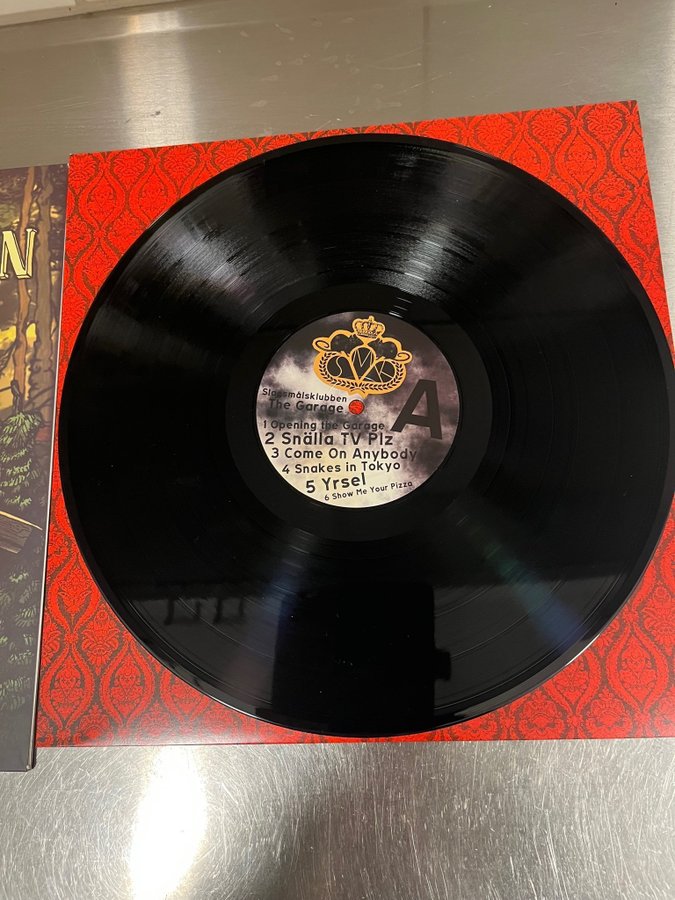 N
SMK
Slagsmålsklubben
The Garage
A
1 Opening the Garage
2 Snälla TV Plz
3 Come On Anybody
4 Snakes in Tokyo
5 Yrsel
6 Show Me Your Pizza